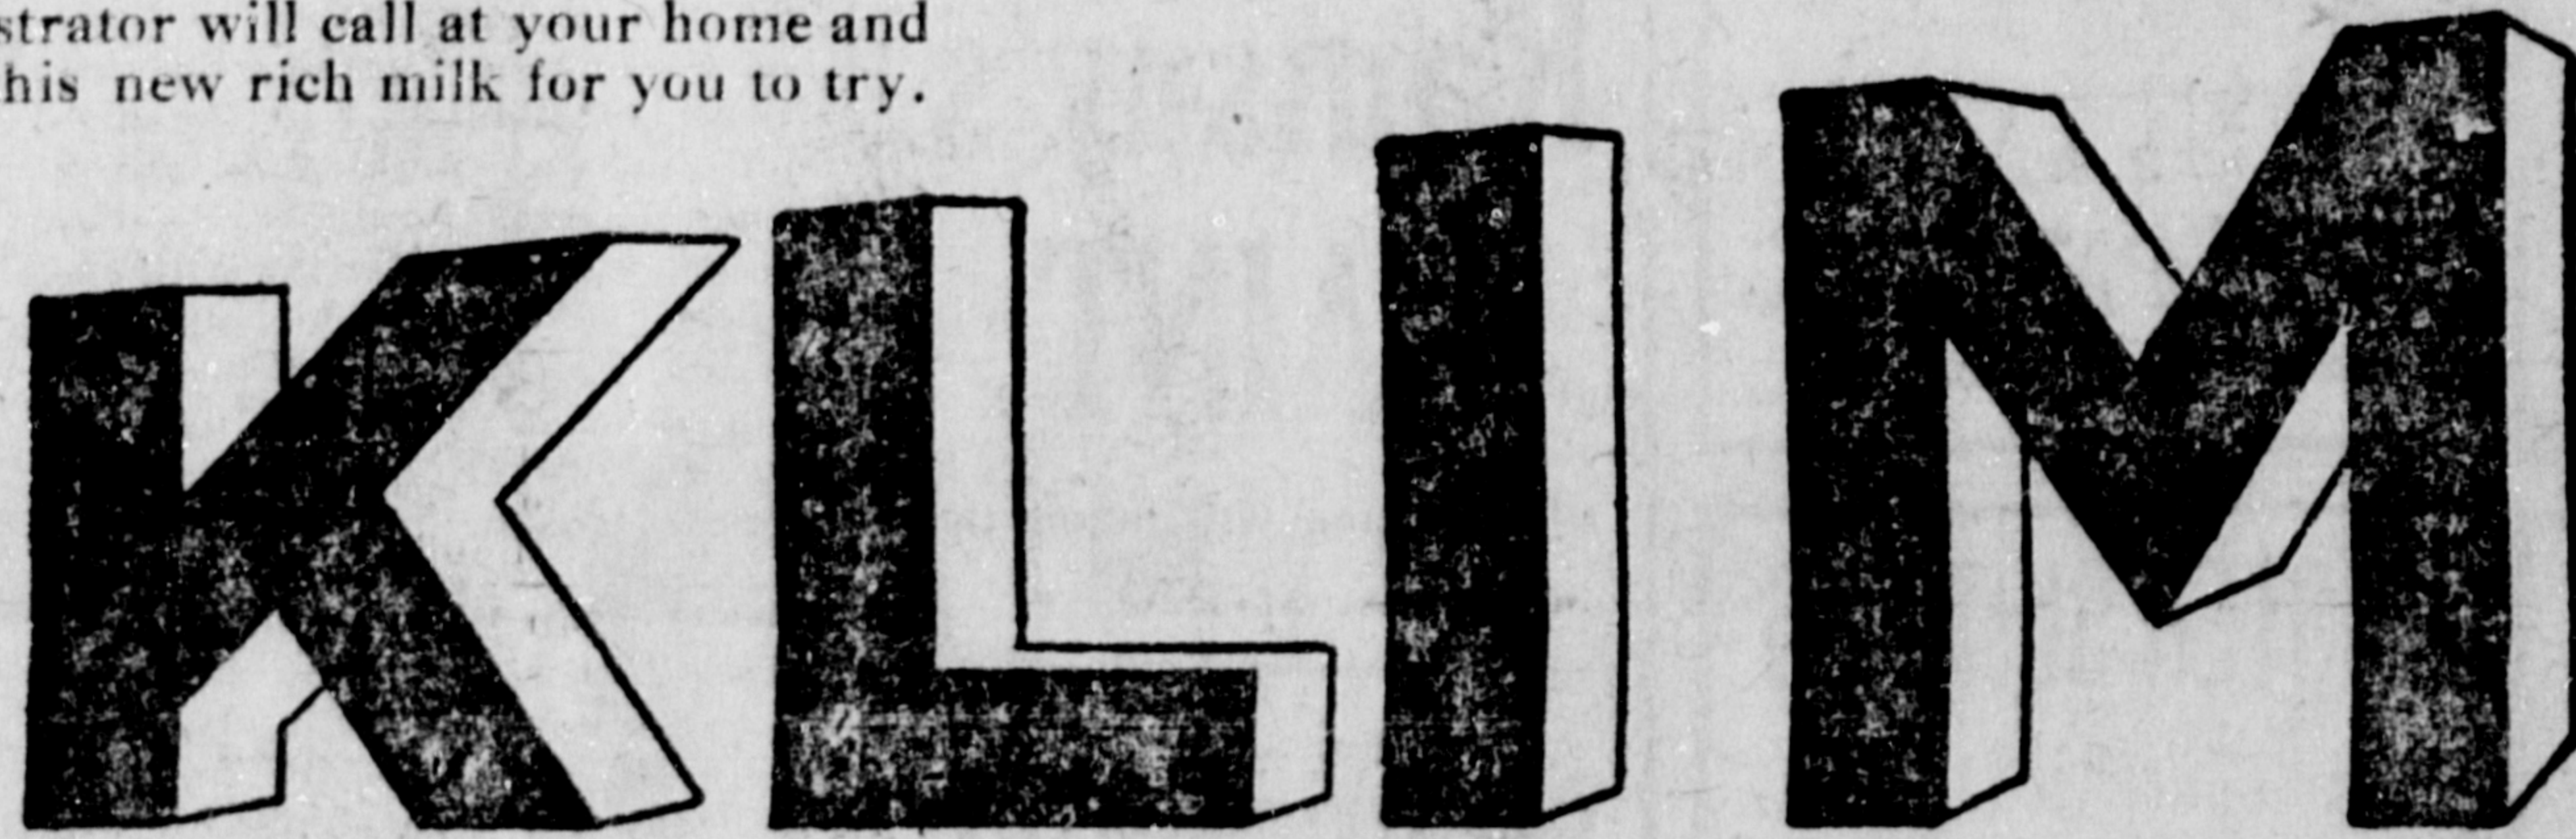 strator will call at your home and
his new rich milk for you to try.
KLIM